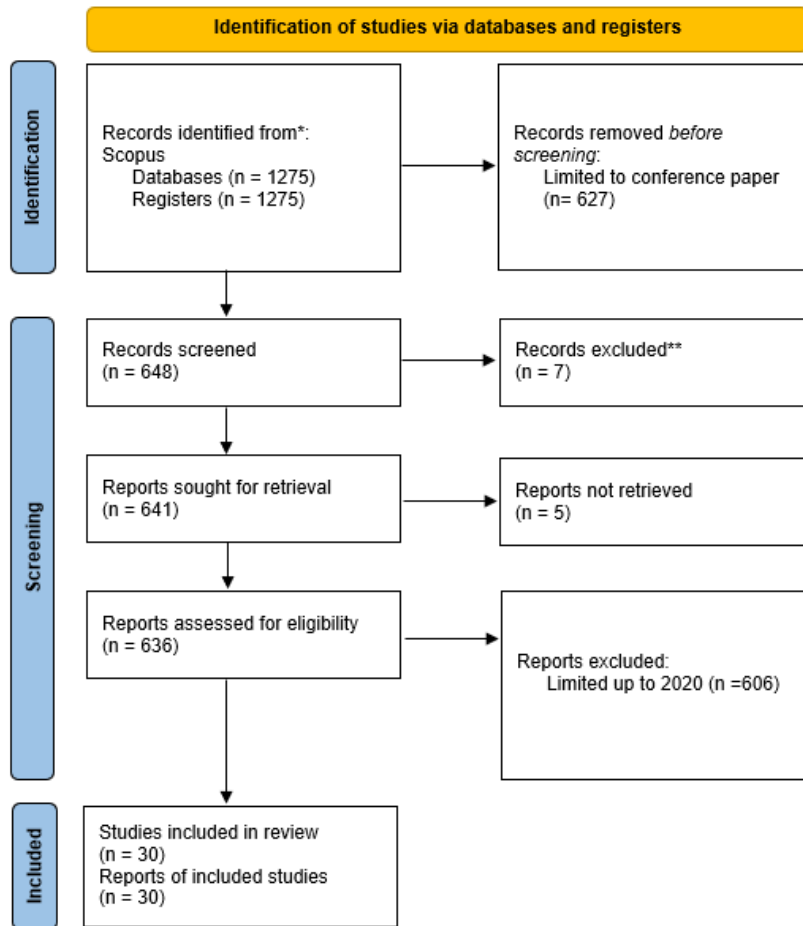 Identification of studies via databases and registers
Identification
Records identified from*:
Scopus
Databases (n = 1275)
Registers (n = 1275)
Records removed before
screening:
Limited to conference paper
(n= 627)
Screening
Records screened
(n = 648)
Records excluded**
(n = 7)
Reports sought for retrieval
(n = 641)
Reports not retrieved
(n = 5)
Reports assessed for eligibility
(n = 636)
Reports excluded:
Limited up to 2020 (n =606)
Included
Studies included in review
(n = 30)
Reports of included studies
(n = 30)